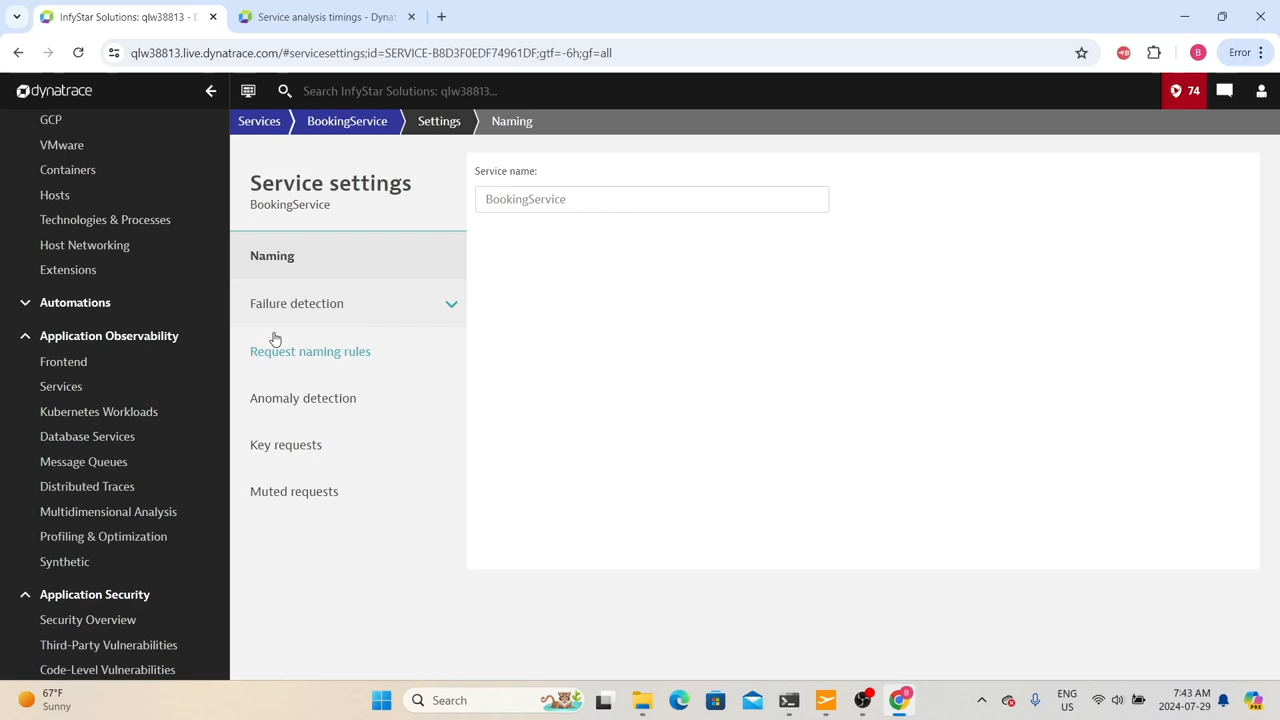 InfyStar Solutions: qlw38813 - D
Service analysis timings - Dynat
qlw38813.live.dynatrace.com/#servicesettings;id=SERVICE-B8D3F0EDF74961DF;gtf=-6h;gf=all
B
Error
dynatrace
Search InfyStar Solutions: qlw38813...
74
GCP
VMware
Containers
Hosts
Technologies & Processes
Host Networking
Extensions
Automations
Application Observability
Frontend
Services
Kubernetes Workloads
Database Services
Message Queues
Distributed Traces
Multidimensional Analysis
Profiling & Optimization
Synthetic
Application Security
Security Overview
Third-Party Vulnerabilities
Code-Level Vulnerabilities
Services
BookingService
Settings
Naming
Service settings
BookingService
Naming
Failure detection
Request naming rules
Anomaly detection
Key requests
Muted requests
Service name:
BookingService
67°F
Sunny
Search
ENG
US
7:43 AM
2024-07-29